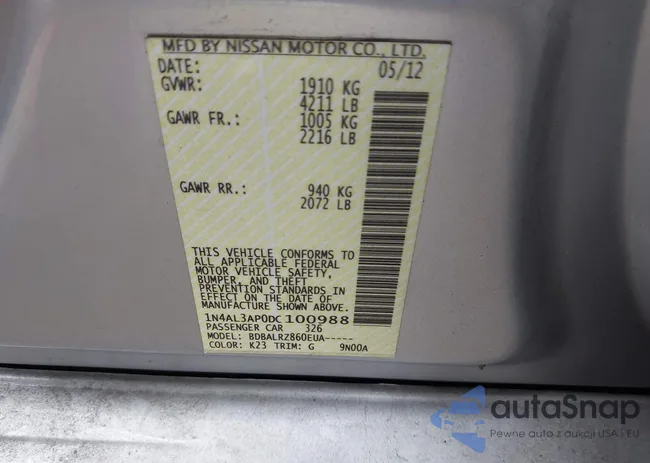 MFD BY NISSAN MOTOR CO., LTD.
DATE: 05/12
GVWR: 1910 KG
4211 LB
GAWR FR.: 1005 KG
2216 LB
GAWR RR.: 940 KG
2072 LB
THIS VEHICLE CONFORMS TO
ALL APPLICABLE FEDERAL
MOTOR VEHICLE SAFETY,
BUMPER, AND THEFT
PREVENTION STANDARDS IN
EFFECT ON THE DATE OF
MANUFACTURE SHOWN ABOVE.
1N4AL3AP0DC100988
PASSENGER CAR 326
MODEL: BDBALRZ860EUA-----
COLOR: K23 TRIM: G 9N00A
autaSnap
Pewne auto z aukcji USA i EU